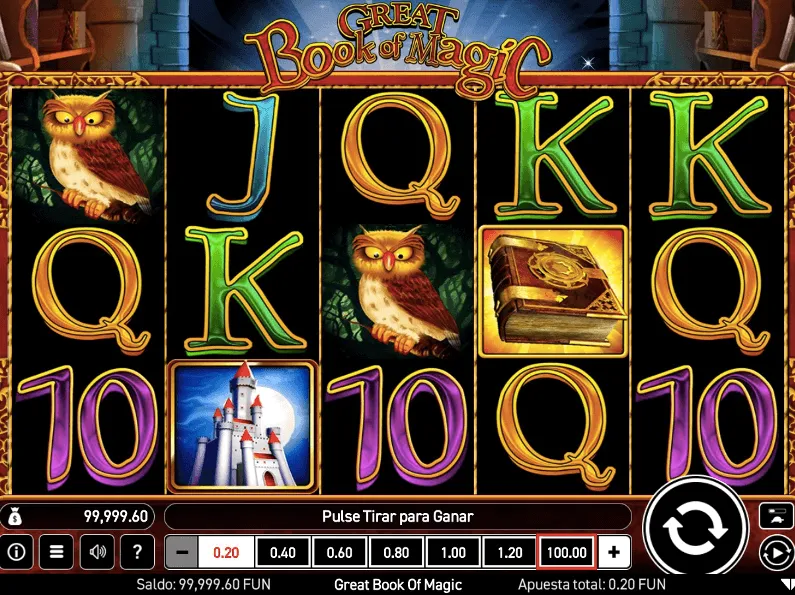 GREAT
Book of Magic
J Q K K
Q K Q
10 10 Q 10
99,999.60 Pulse Tirar para Ganar
? − 0.20 0.40 0.60 0.80 1.00 1.20 100.00 +
Saldo: 99,999.60 FUN Great Book Of Magic Apuesta total: 0.20 FUN